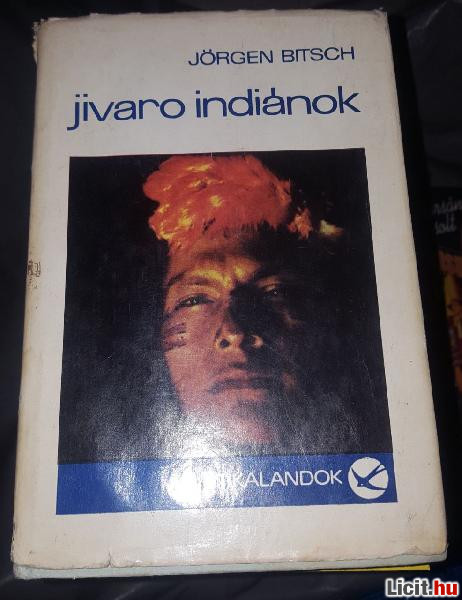 JÖRGEN BITSCH
jivaro indiánok
KALANDOK
Licit.hu